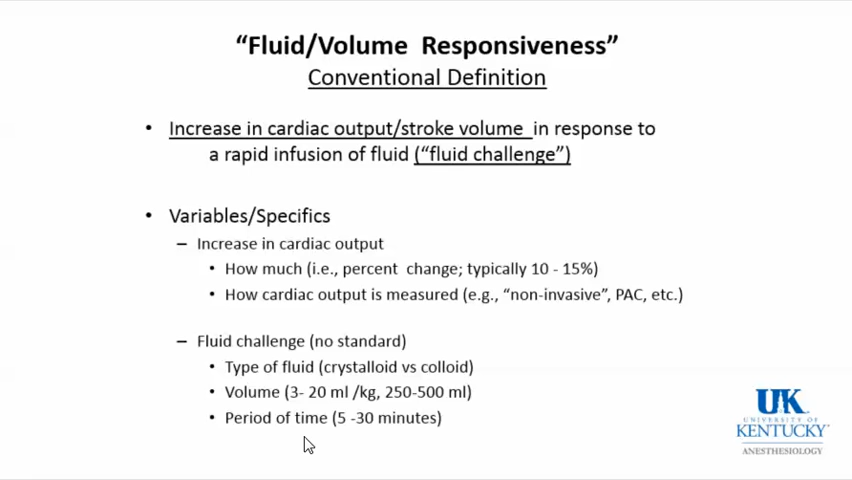 “Fluid/Volume Responsiveness”
Conventional Definition
• Increase in cardiac output/stroke volume in response to
a rapid infusion of fluid (“fluid challenge”)
• Variables/Specifics
– Increase in cardiac output
• How much (i.e., percent change; typically 10 - 15%)
• How cardiac output is measured (e.g., “non-invasive”, PAC, etc.)
– Fluid challenge (no standard)
• Type of fluid (crystalloid vs colloid)
• Volume (3- 20 ml /kg, 250-500 ml)
• Period of time (5 -30 minutes)
UK
UNIVERSITY OF
KENTUCKY™
ANESTHESIOLOGY